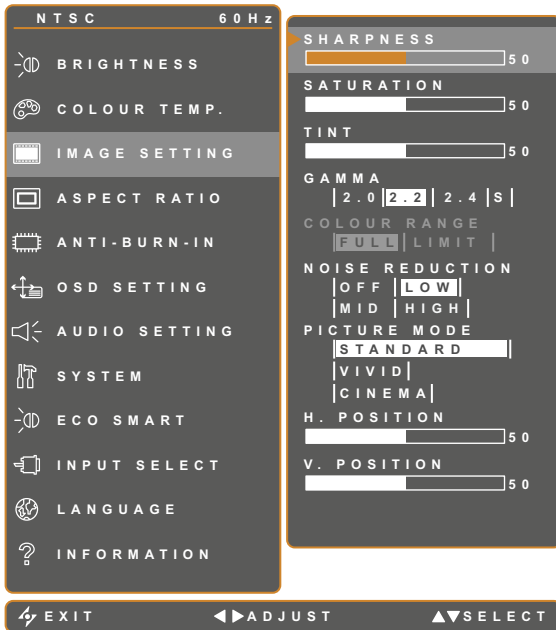 NTSC 60Hz
BRIGHTNESS
COLOUR TEMP.
IMAGE SETTING
ASPECT RATIO
ANTI-BURN-IN
OSD SETTING
AUDIO SETTING
SYSTEM
ECO SMART
INPUT SELECT
LANGUAGE
INFORMATION
SHARPNESS
50
SATURATION
50
TINT
50
GAMMA
2.0 2.2 2.4 S
COLOUR RANGE
FULL LIMIT
NOISE REDUCTION
OFF LOW
MID HIGH
PICTURE MODE
STANDARD
VIVID
CINEMA
H. POSITION
50
V. POSITION
50
EXIT ADJUST SELECT